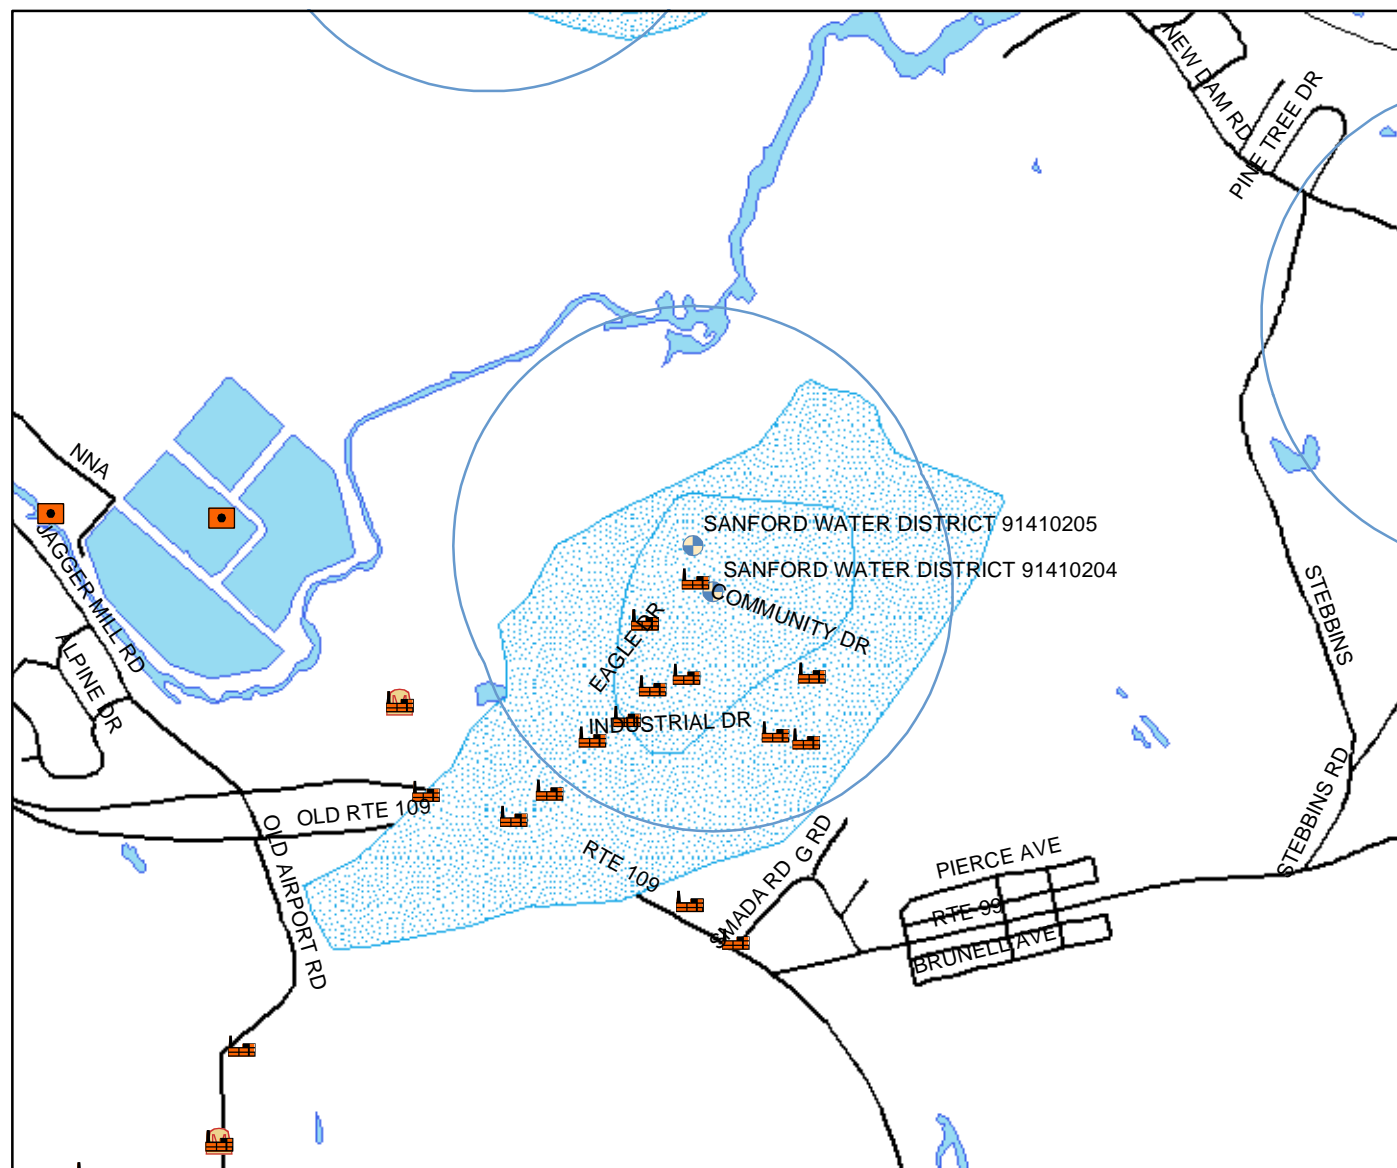 NEW DAM RD
PINE TREE DR
NNA
SANFORD WATER DISTRICT 91410205
SANFORD WATER DISTRICT 91410204
COMMUNITY DR
JAGGER MILL RD
EAGLE DR
STEBBINS
ALPINE DR
INDUSTRIAL DR
OLD RTE 109
STEBBINS RD
OLD AIRPORT RD
RTE 109
SMADA RD
G RD
PIERCE AVE
RTE 99
BRUNELL AVE